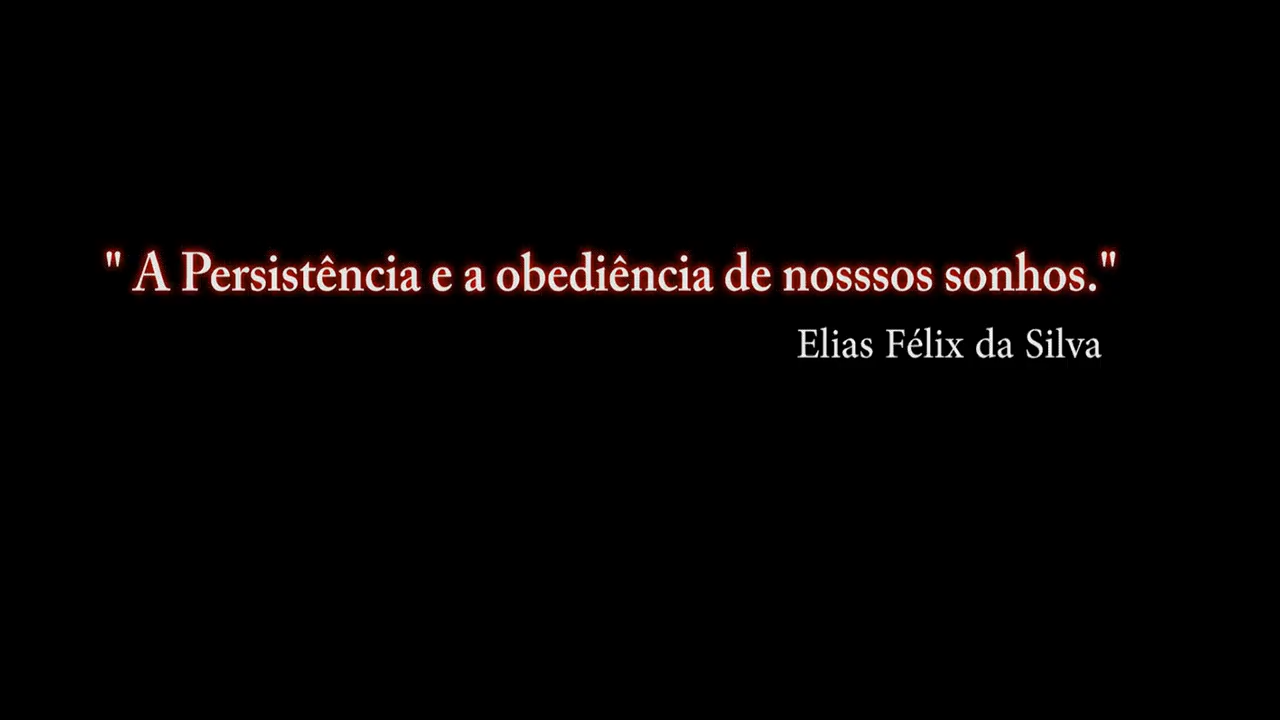 " A Persistência e a obediência de nosssos sonhos."
Elias Félix da Silva